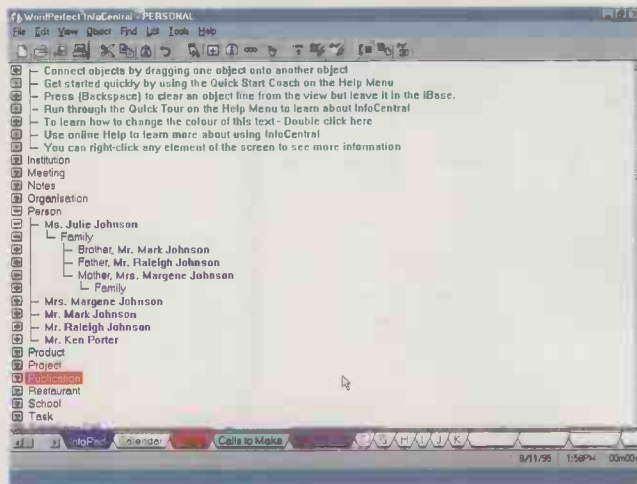 WordPerfect InfoCentral - PERSONAL
File Edit View Object Find List Tools Help
Connect objects by dragging one object onto another object
Get started quickly by using the Quick Start Coach on the Help Menu
Press {Backspace} to clear an object line from the view but leave it in the iBase.
Run through the Quick Tour on the Help Menu to learn about InfoCentral
To learn how to change the colour of this text - Double click here
Use online Help to learn more about using InfoCentral
You can right-click any element of the screen to see more information
Institution
Meeting
Notes
Organisation
Person
Ms. Julie Johnson
Family
Brother, Mr. Mark Johnson
Father, Mr. Raleigh Johnson
Mother, Mrs. Margene Johnson
Family
Mrs. Margene Johnson
Mr. Mark Johnson
Mr. Raleigh Johnson
Mr. Ken Porter
Product
Project
Publication
Restaurant
School
Task
InfoPad Calendar Calls to Make G H I J K
8/11/95 1:56PM